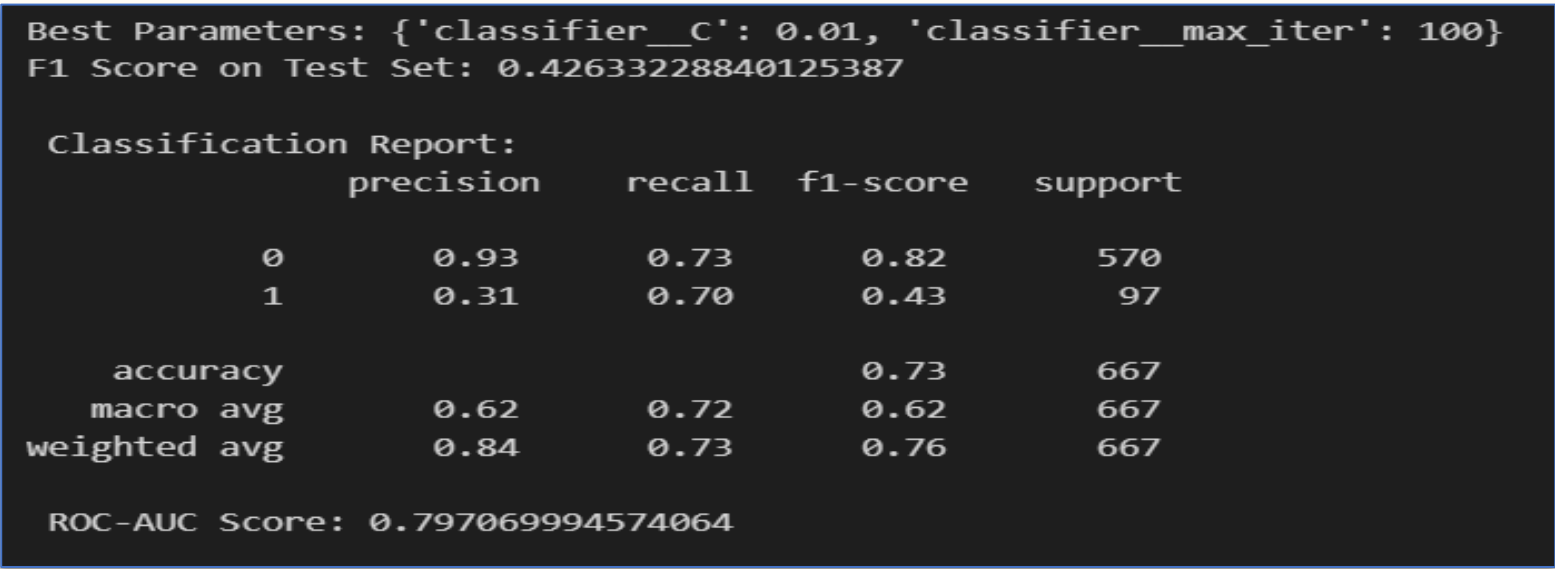 Best Parameters: {'classifier__C': 0.01, 'classifier__max_iter': 100}
F1 Score on Test Set: 0.42633228840125387
Classification Report:
precision recall f1-score support
0 0.93 0.73 0.82 570
1 0.31 0.70 0.43 97
accuracy 0.73 667
macro avg 0.62 0.72 0.62 667
weighted avg 0.84 0.73 0.76 667
ROC-AUC Score: 0.7970699945740​64